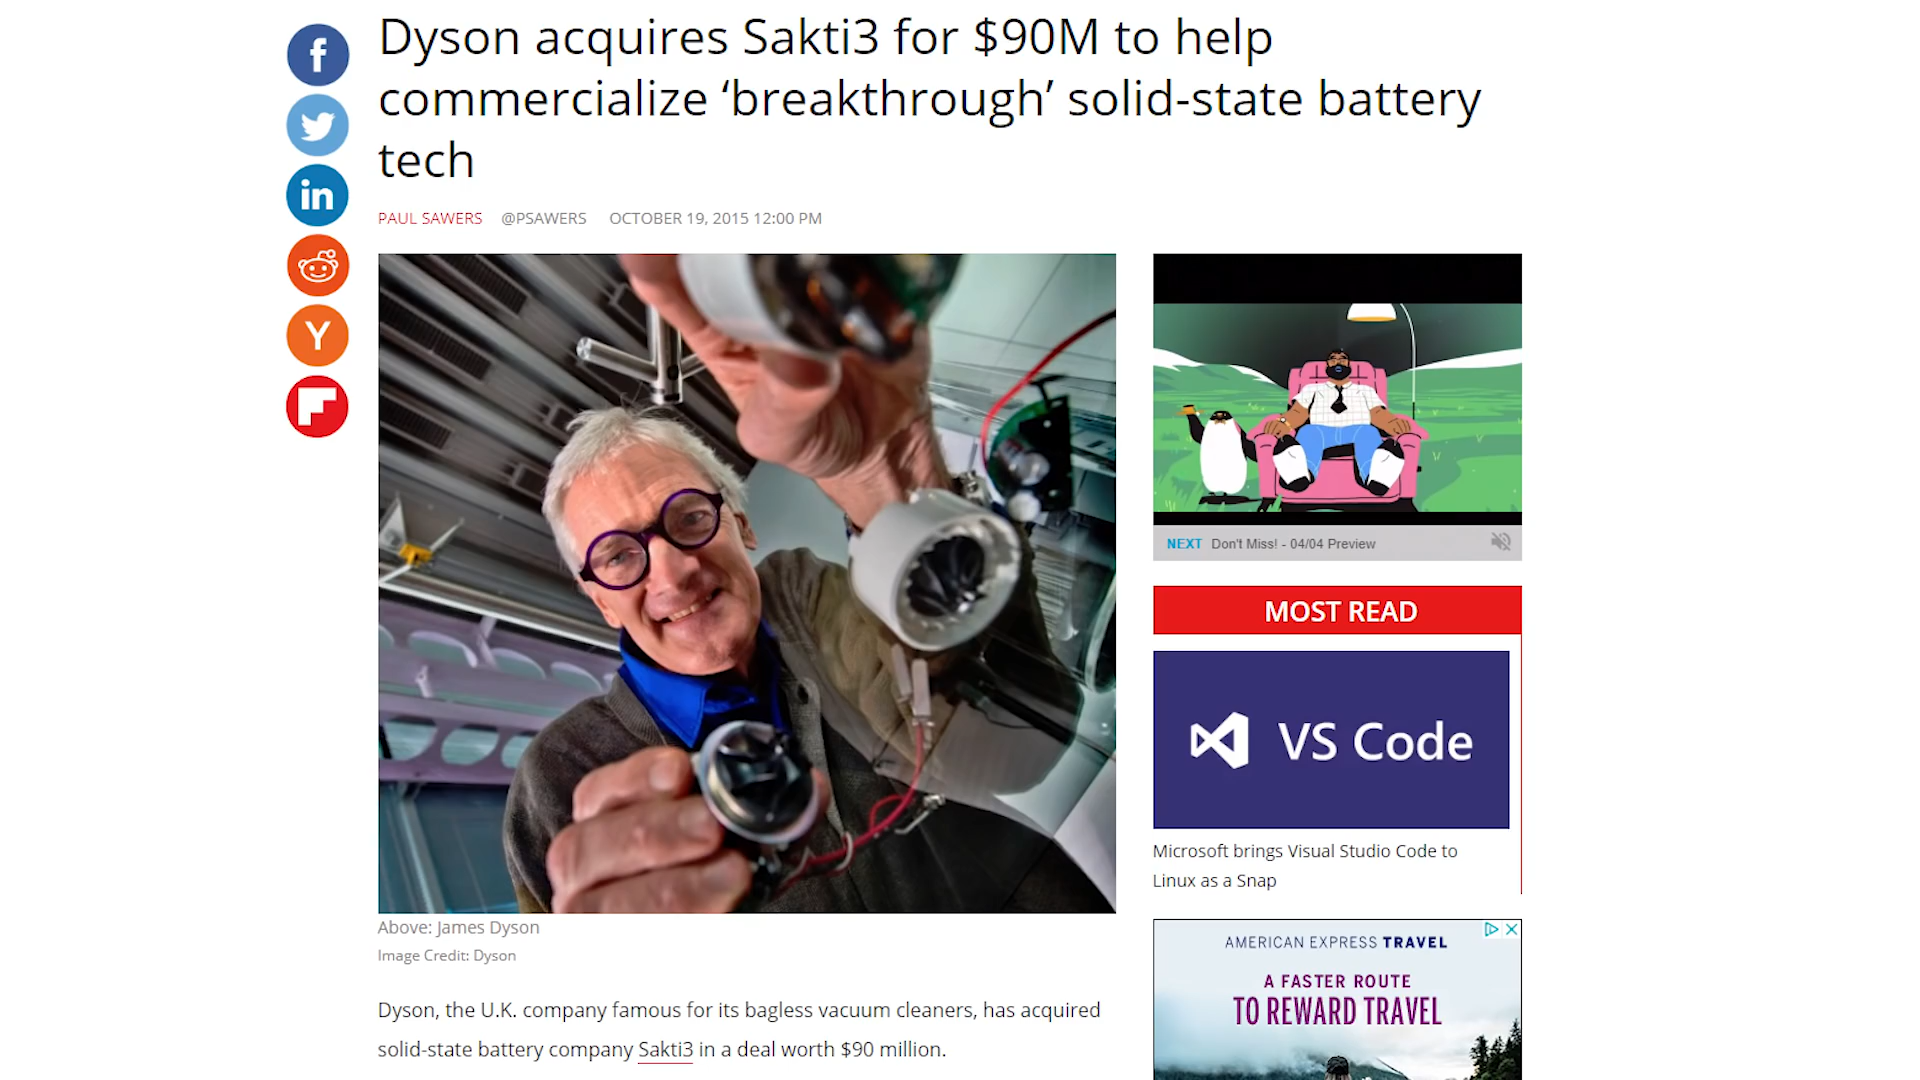 Dyson acquires Sakti3 for $90M to help
commercialize ‘breakthrough’ solid-state battery
tech
PAUL SAWERS @PSAWERS OCTOBER 19, 2015 12:00 PM
NEXT Don't Miss! - 04/04 Preview
MOST READ
VS Code
Microsoft brings Visual Studio Code to
Linux as a Snap
Above: James Dyson
Image Credit: Dyson
Dyson, the U.K. company famous for its bagless vacuum cleaners, has acquired
solid-state battery company Sakti3 in a deal worth $90 million.
AMERICAN EXPRESS TRAVEL
A FASTER ROUTE
TO REWARD TRAVEL